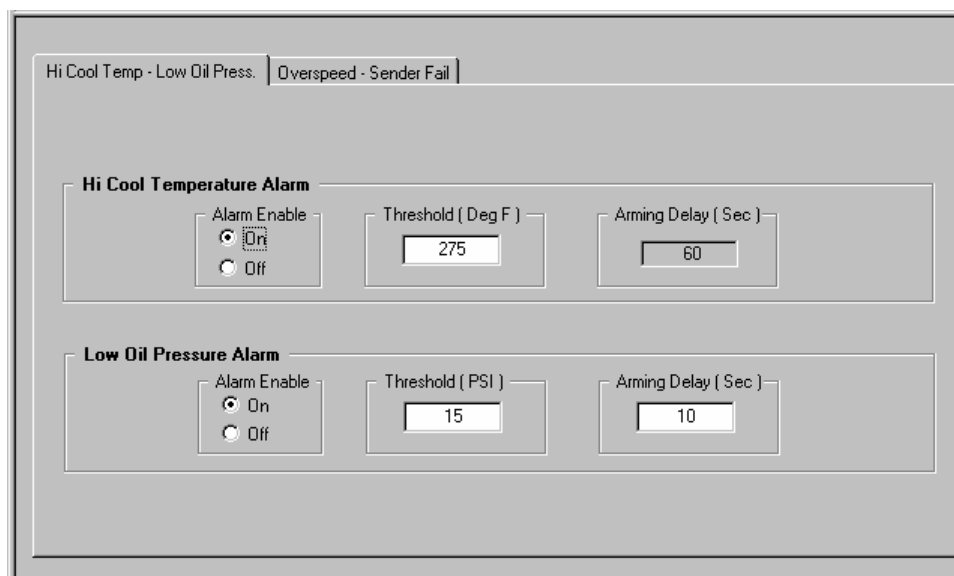 Hi Cool Temp - Low Oil Press. Overspeed - Sender Fail
Hi Cool Temperature Alarm
Alarm Enable Threshold ( Deg F ) Arming Delay ( Sec )
On 275 60
Off
Low Oil Pressure Alarm
Alarm Enable Threshold ( PSI ) Arming Delay ( Sec )
On 15 10
Off